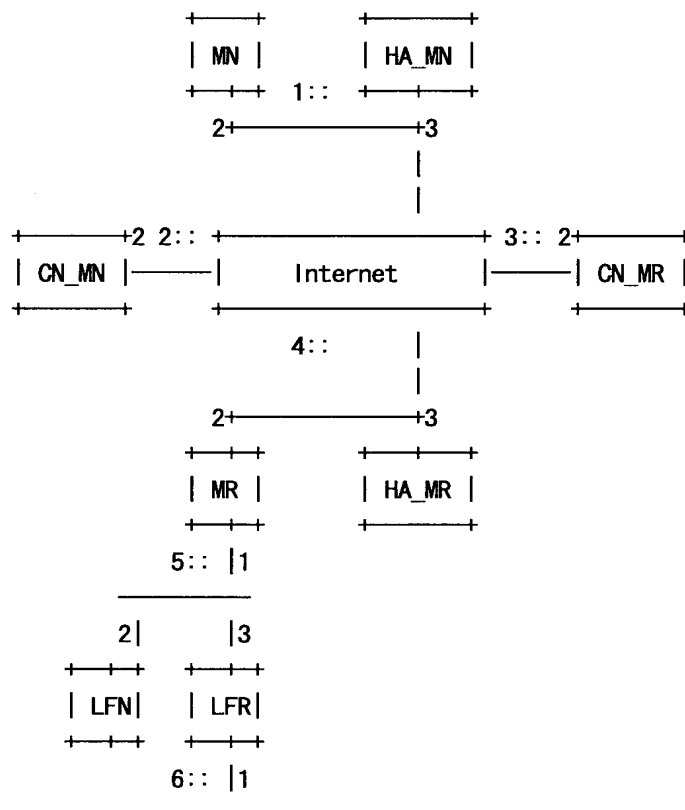 MN HA_MN
1::
2 3
2 2:: 3:: 2
CN_MN Internet CN_MR
4::
2 3
MR HA_MR
5:: 1
2 3
LFN LFR
6:: 1